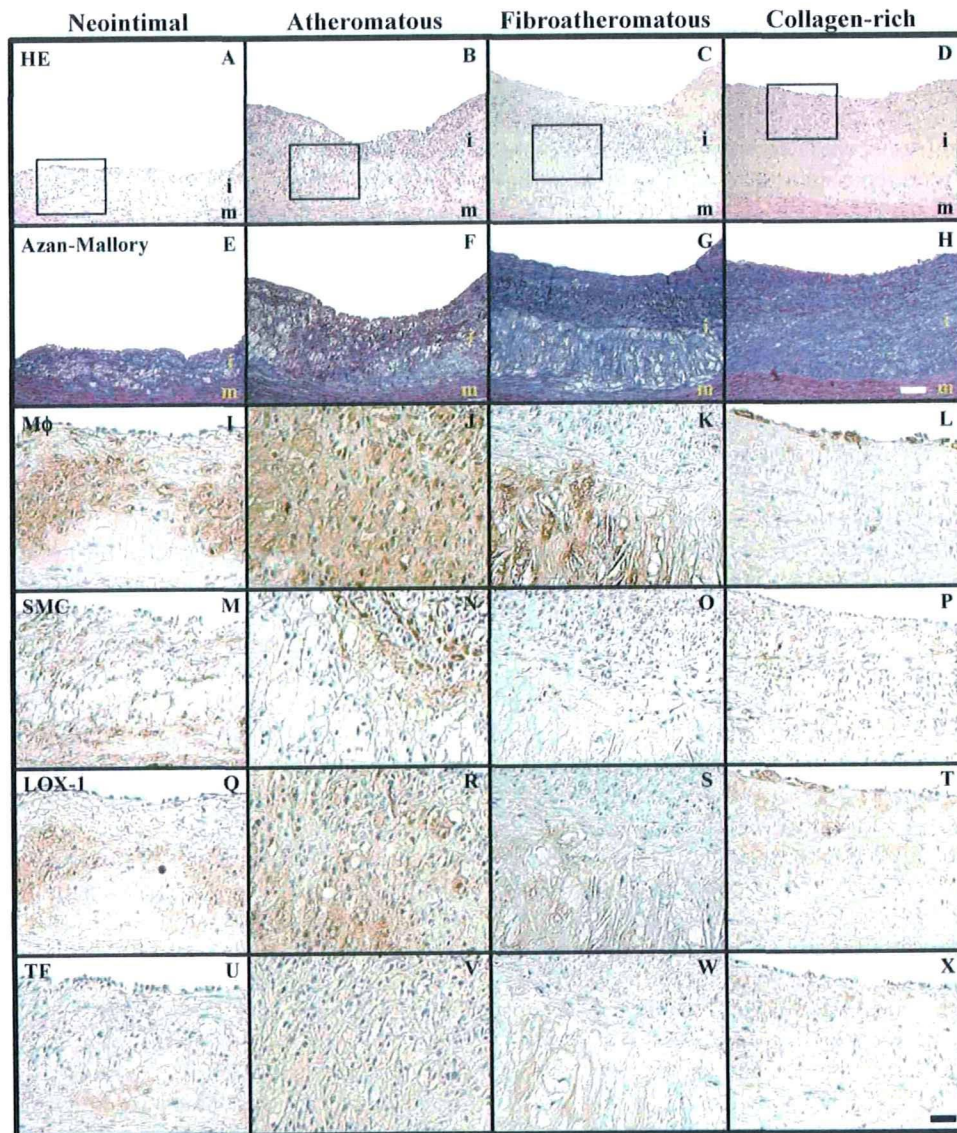 Neointimal Atheromatous Fibroatheromatous Collagen-rich
HE A B C D
i i i i
m m m m
Azan-Mallory E F G H
i i i i
m m m m
Mϕ I J K L
SMC M N O P
LOX-1 Q R S T
TF U V W X